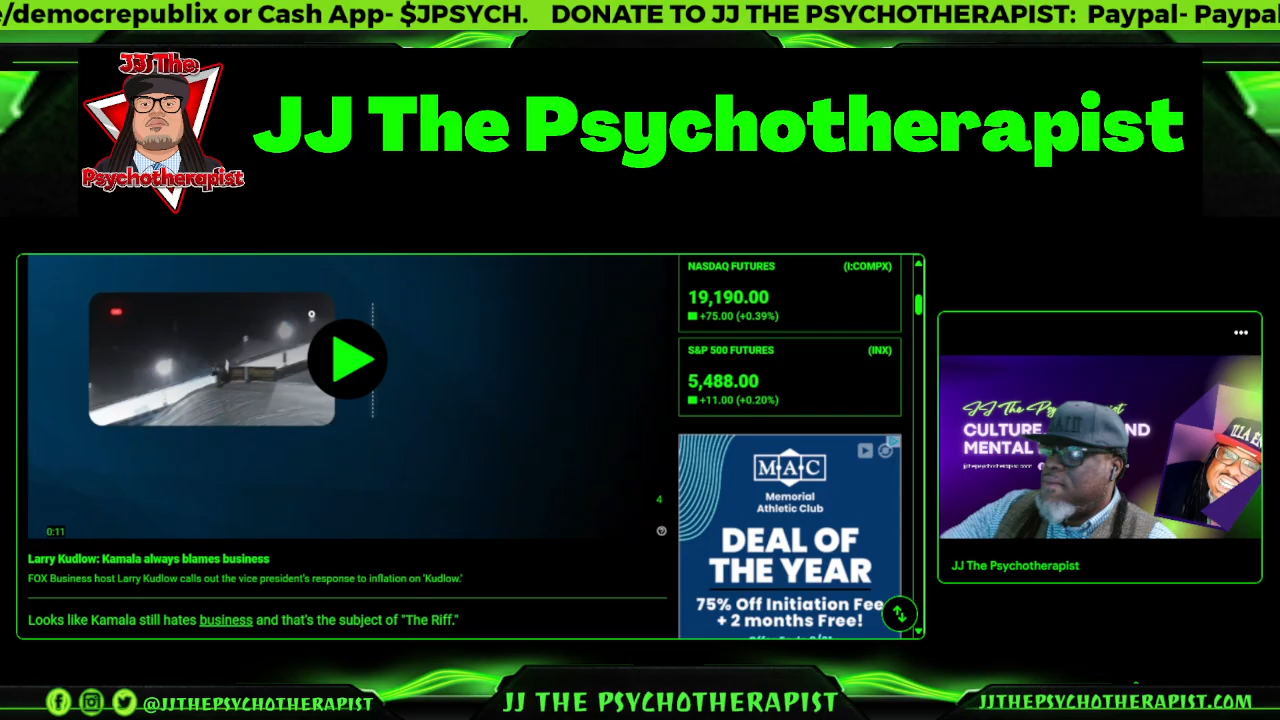 /democrepublix or Cash App- $JPSYCH. DONATE TO JJ THE PSYCHOTHERAPIST: Paypal- Paypal
JJ The
Psychotherapist
JJ The Psychotherapist
NASDAQ FUTURES (I:COMPX)
19,190.00
+75.00 (+0.39%)
S&P 500 FUTURES (INX)
5,488.00
+11.00 (+0.20%)
4
0:11
Larry Kudlow: Kamala always blames business
FOX Business host Larry Kudlow calls out the vice president's response to inflation on 'Kudlow.'
Looks like Kamala still hates business and that's the subject of "The Riff."
MAC
Memorial
Athletic Club
DEAL OF
THE YEAR
75% Off Initiation Fee
+ 2 months Free!
JJ The
CULTURE
ND
MENTAL
jjthepsychotherapist.com
JJ The Psychotherapist
@JJTHEPSYCHOTHERAPIST
JJ THE PSYCHOTHERAPIST
JJTHEPSYCHOTHERAPIST.COM